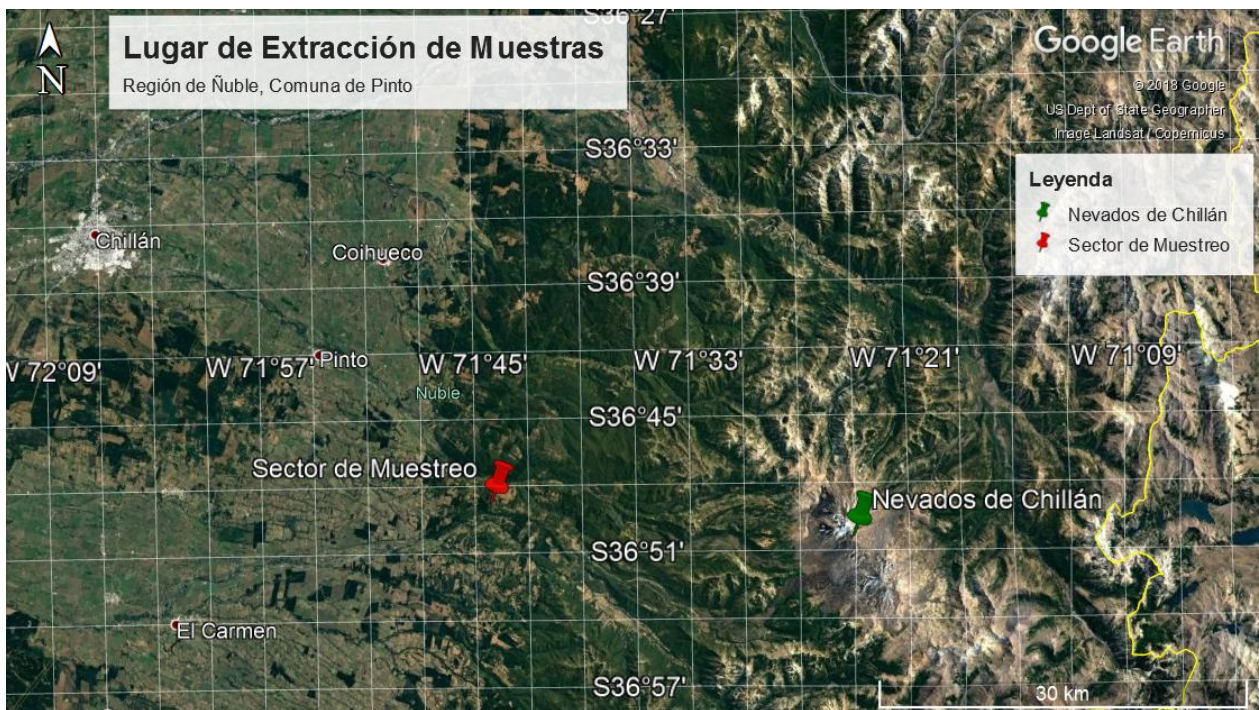 S36°27'
N
Lugar de Extracción de Muestras
Región de Ñuble, Comuna de Pinto
Google Earth
© 2018 Google
US Dept of State Geographer
Image Landsat / Copernicus
S36°33'
Leyenda
Nevados de Chillán
Sector de Muestreo
Chillán
Coihueco
S36°39'
W 72°09'
W 71°57'
Pinto
W 71°45'
W 71°33'
W 71°21'
W 71°09'
Ñuble
S36°45'
Sector de Muestreo
Nevados de Chillán
S36°51'
El Carmen
S36°57'
30 km